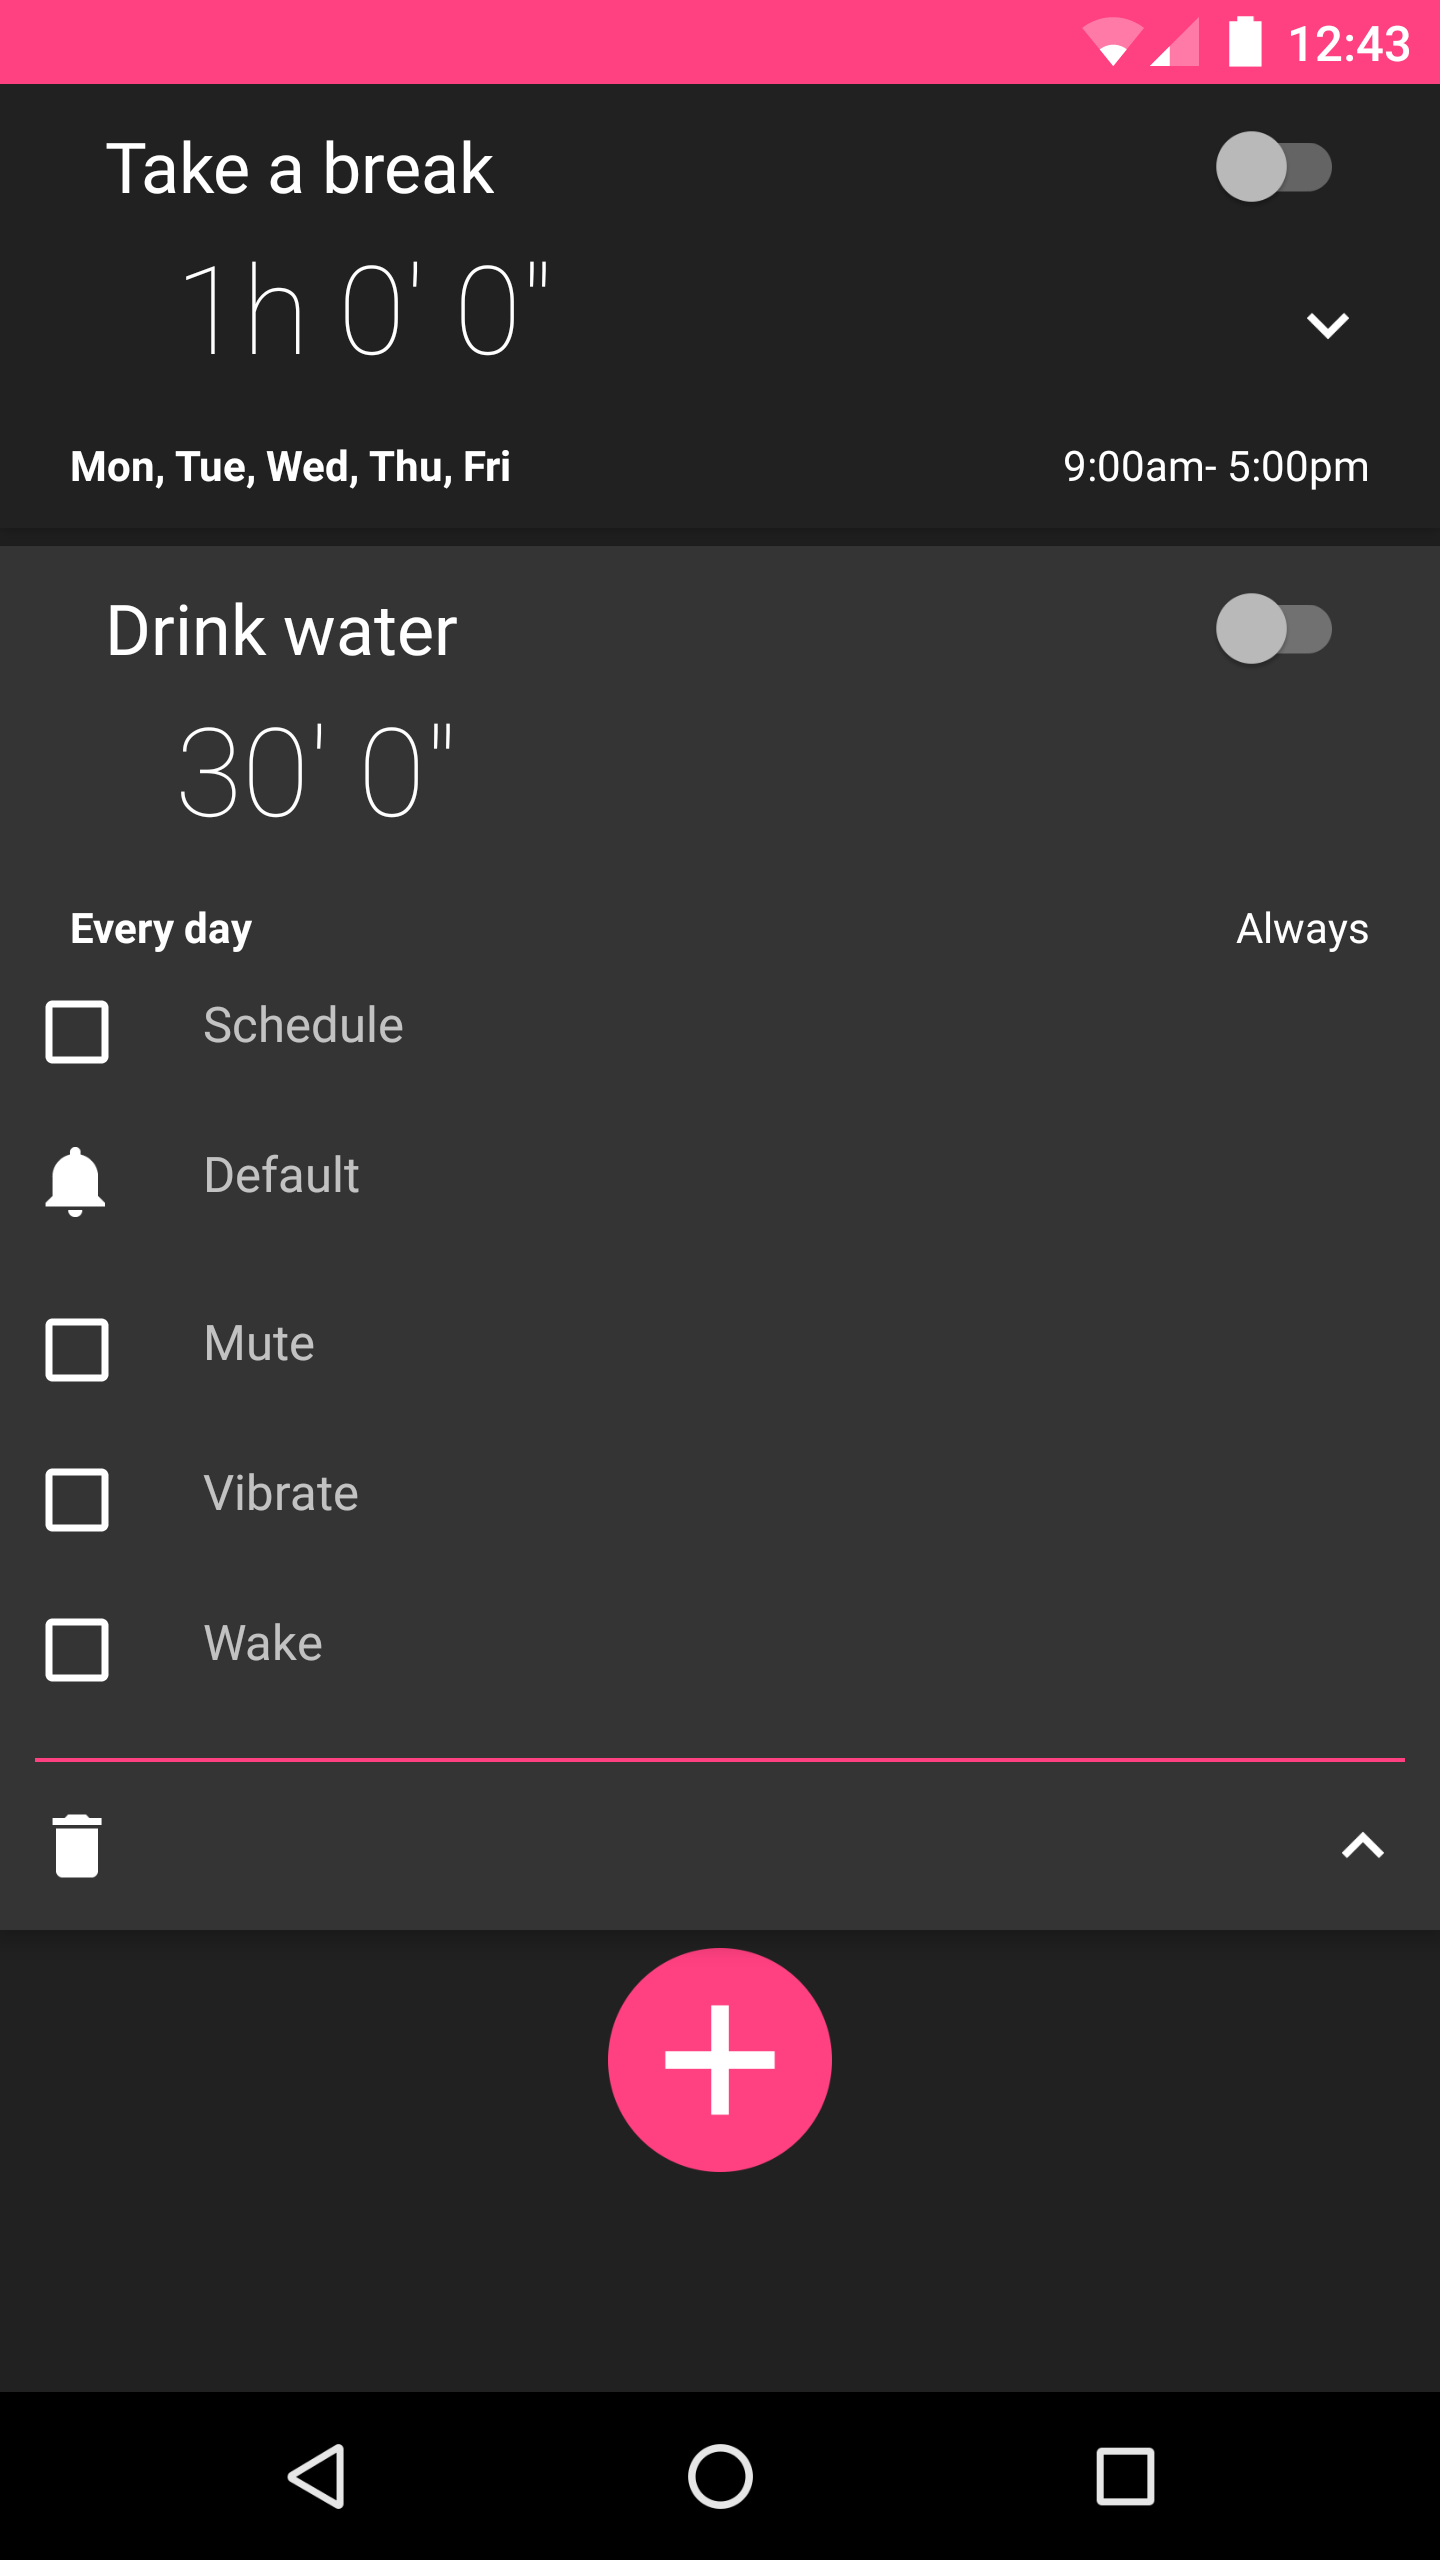 12:43
Take a break
1h 0' 0"
Mon, Tue, Wed, Thu, Fri 9:00am- 5:00pm
Drink water
30' 0"
Every day Always
Schedule
Default
Mute
Vibrate
Wake